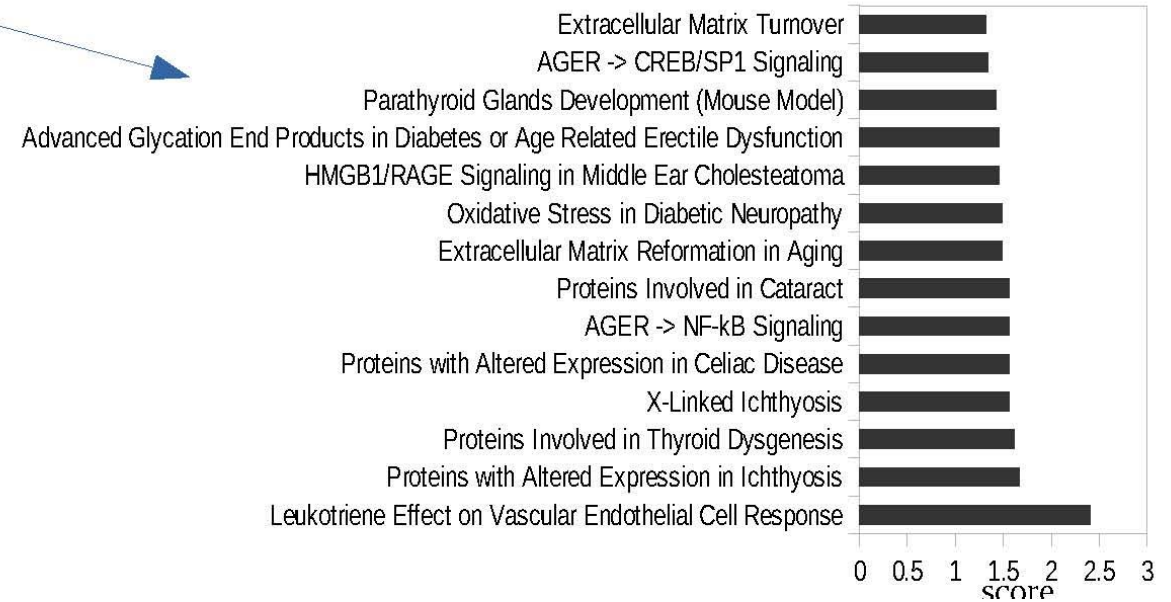 Extracellular Matrix Turnover
AGER -> CREB/SP1 Signaling
Parathyroid Glands Development (Mouse Model)
Advanced Glycation End Products in Diabetes or Age Related Erectile Dysfunction
HMGB1/RAGE Signaling in Middle Ear Cholesteatoma
Oxidative Stress in Diabetic Neuropathy
Extracellular Matrix Reformation in Aging
Proteins Involved in Cataract
AGER -> NF-kB Signaling
Proteins with Altered Expression in Celiac Disease
X-Linked Ichthyosis
Proteins Involved in Thyroid Dysgenesis
Proteins with Altered Expression in Ichthyosis
Leukotriene Effect on Vascular Endothelial Cell Response
0 0.5 1 1.5 2 2.5 3
score